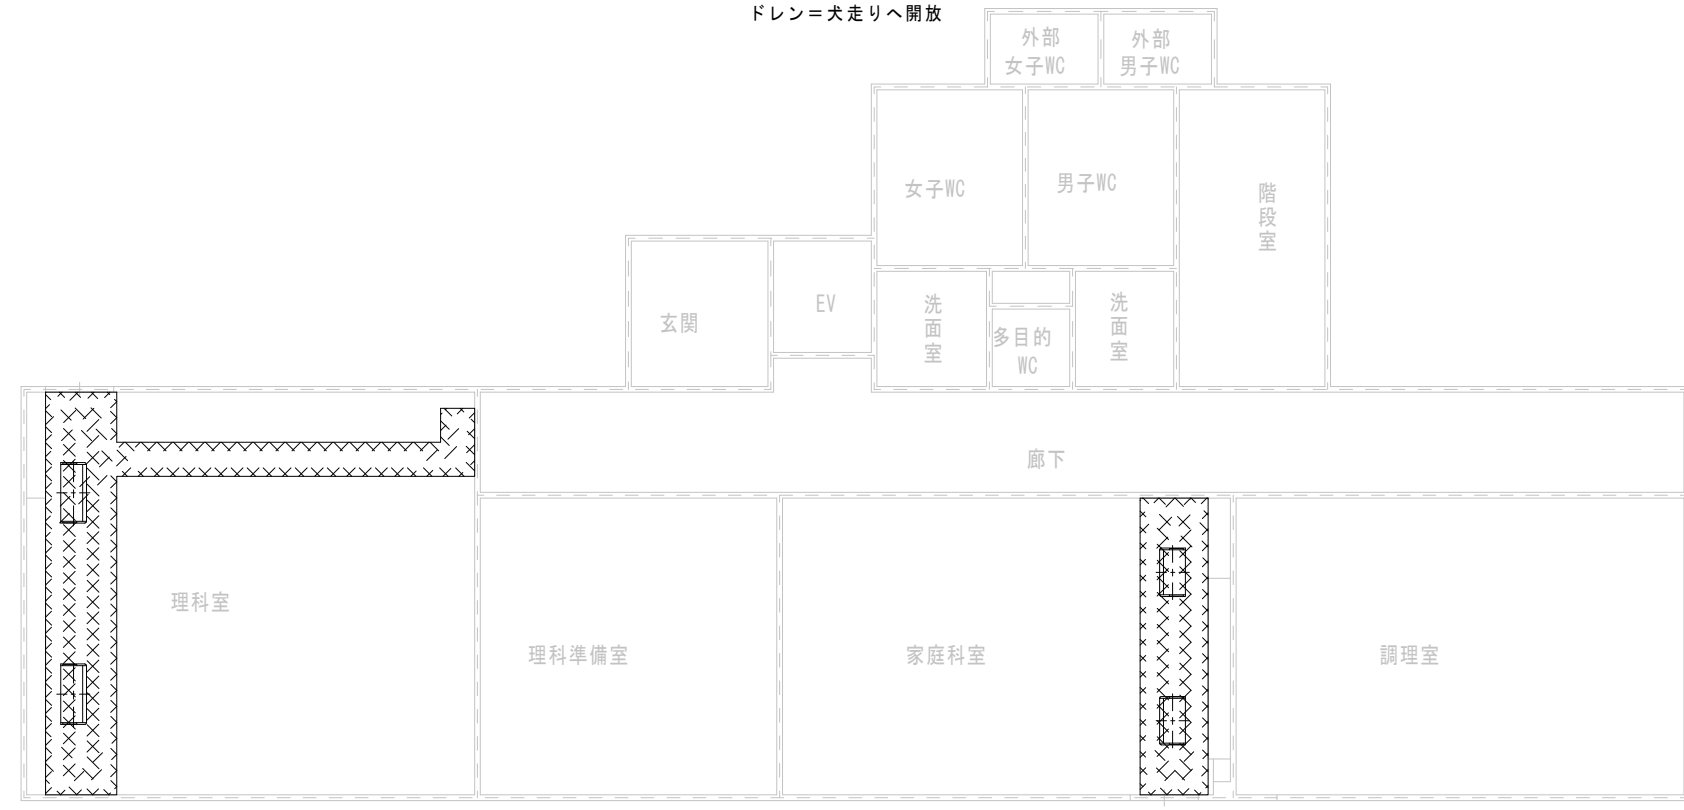 ドレン＝犬走りへ開放
外部
女子WC
外部
男子WC
女子WC
男子WC
階段室
玄関
EV
洗面室
多目的
WC
洗面室
廊下
理科室
理科準備室
家庭科室
調理室